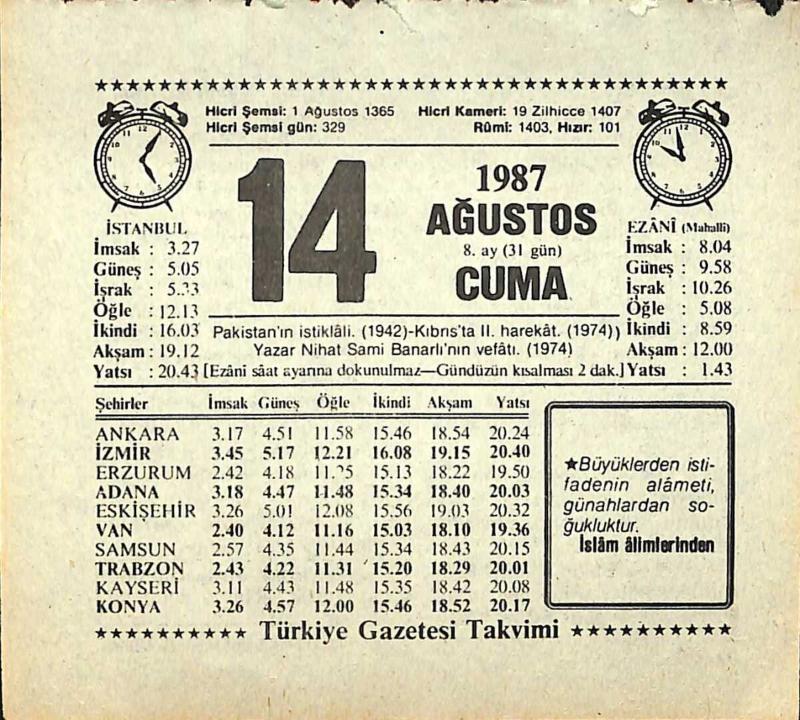 Hicrî Şemsi: 1 Ağustos 1365 Hicrî Kameri: 19 Zilhicce 1407
Hicrî Şemsi gün: 329 Rûmi: 1403, Hızır: 101
14
1987
AĞUSTOS
8. ay (31 gün)
CUMA
İSTANBUL
İmsak : 3.27
Güneş : 5.05
İşrak : 5.33
Öğle : 12.13
İkindi : 16.03
Akşam : 19.12
Yatsı : 20.43
EZÂNÎ (Mahallî)
İmsak : 8.04
Güneş : 9.58
İşrak : 10.26
Öğle : 5.08
İkindi : 8.59
Akşam : 12.00
Yatsı : 1.43
Pakistan'ın istiklâli. (1942)-Kıbrıs'ta II. harekât. (1974))
Yazar Nihat Sami Banarlı'nın vefâtı. (1974)
[Ezânî sâat ayarına dokunulmaz—Gündüzün kısalması 2 dak.]
Şehirler İmsak Güneş Öğle İkindi Akşam Yatsı
ANKARA 3.17 4.51 11.58 15.46 18.54 20.24
İZMİR 3.45 5.17 12.21 16.08 19.15 20.40
ERZURUM 2.42 4.18 15.13 18.22 19.50
ADANA 3.18 4.47 11.48 15.34 18.40 20.03
ESKİŞEHİR 3.26 5.01 12.08 15.56 19.03 20.32
VAN 2.40 4.12 11.16 15.03 18.10 19.36
SAMSUN 2.57 4.35 11.44 15.34 18.43 20.15
TRABZON 2.43 4.22 11.31 15.20 18.29 20.01
KAYSERİ 3.11 4.43 11.48 15.35 18.42 20.08
KONYA 3.26 4.57 12.00 15.46 18.52 20.17
★Büyüklerden isti-
fadenin alâmeti,
günahlardan so-
ğukluktur.
İslâm âlimlerinden
★★★★★★★★★★ Türkiye Gazetesi Takvimi ★★★★★★★★★★